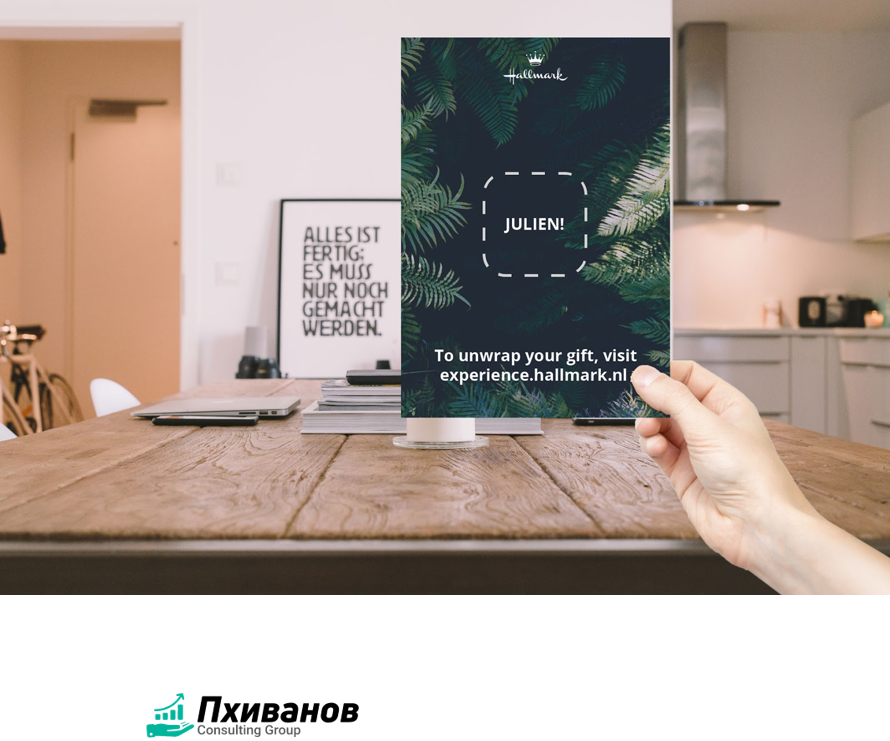 Hallmark
ALLES IST
FERTIG;
ES MUSS
NUR NOCH
GEMACHT
WERDEN.
JULIEN!
To unwrap your gift, visit
experience.hallmark.nl
Пхиванов
Consulting Group